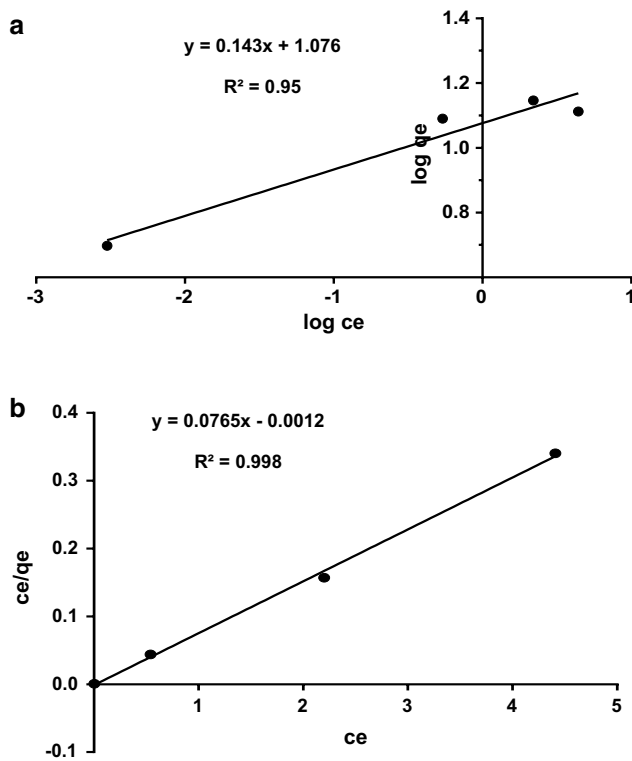 a
y = 0.143x + 1.076
R² = 0.95
1.4
1.2
1.0
0.8
log qe
-3 -2 -1 0 1
log ce
b
y = 0.0765x - 0.0012
R² = 0.998
0.4
0.3
0.2
0.1
0.0
-0.1
ce/qe
1 2 3 4 5
ce